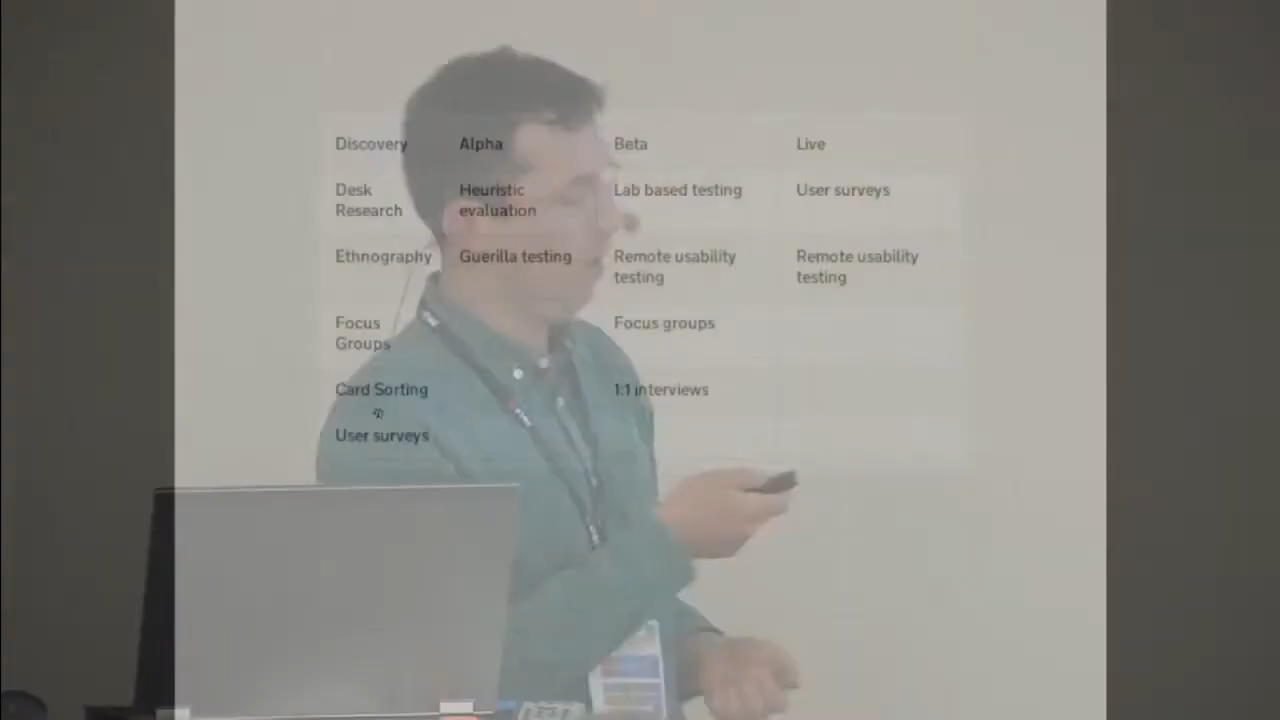 Discovery Alpha Beta Live
Desk Research Heuristic evaluation Lab based testing User surveys
Ethnography Guerilla testing Remote usability testing Remote usability testing
Focus Groups Focus groups
Card Sorting 1:1 interviews
User surveys